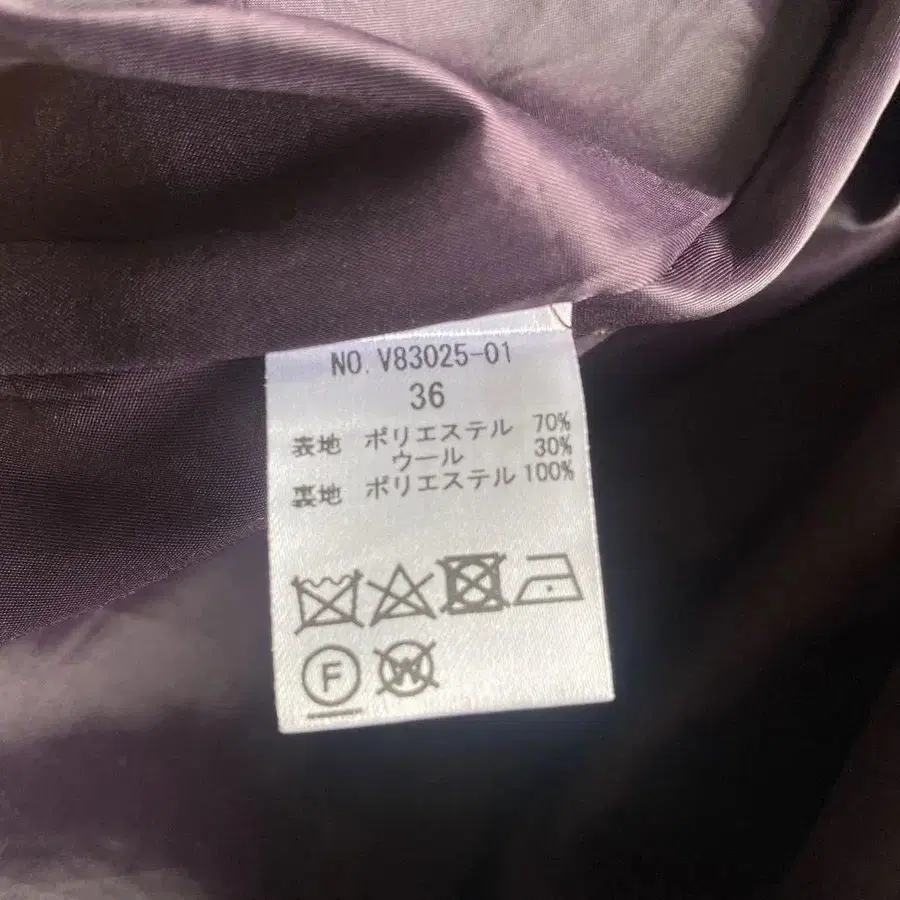 NO. V83025-01
36
表地 ポリエステル 70%
ウール 30%
裏地 ポリエステル 100%
F
W